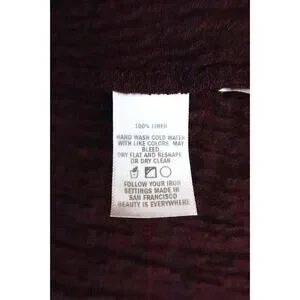 100% LINEN
HAND WASH COLD WATER
WITH LIKE COLORS. MAY
BLEED.
DRY FLAT AND RESHAPE
OR DRY CLEAN
FOLLOW YOUR IRON
SETTINGS MADE IN
SAN FRANCISCO
BEAUTY IS EVERYWHERE